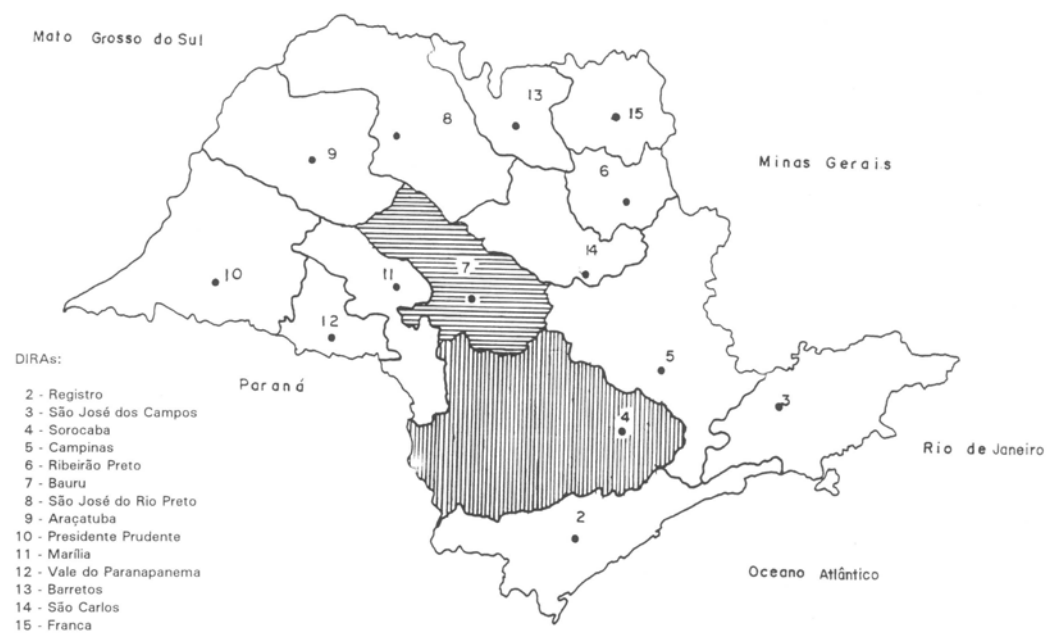 Mato Grosso do Sul
13
15
8
9
Minas Gerais
6
14
7
10
11
12
5
DIRAs:
Paraná
2 - Registro
3 - São José dos Campos
3
4 - Sorocaba
4
5 - Campinas
Rio de Janeiro
6 - Ribeirão Preto
7 - Bauru
8 - São José do Rio Preto
9 - Araçatuba
2
10 - Presidente Prudente
11 - Marília
12 - Vale do Paranapanema
Oceano Atlântico
13 - Barretos
14 - São Carlos
15 - Franca